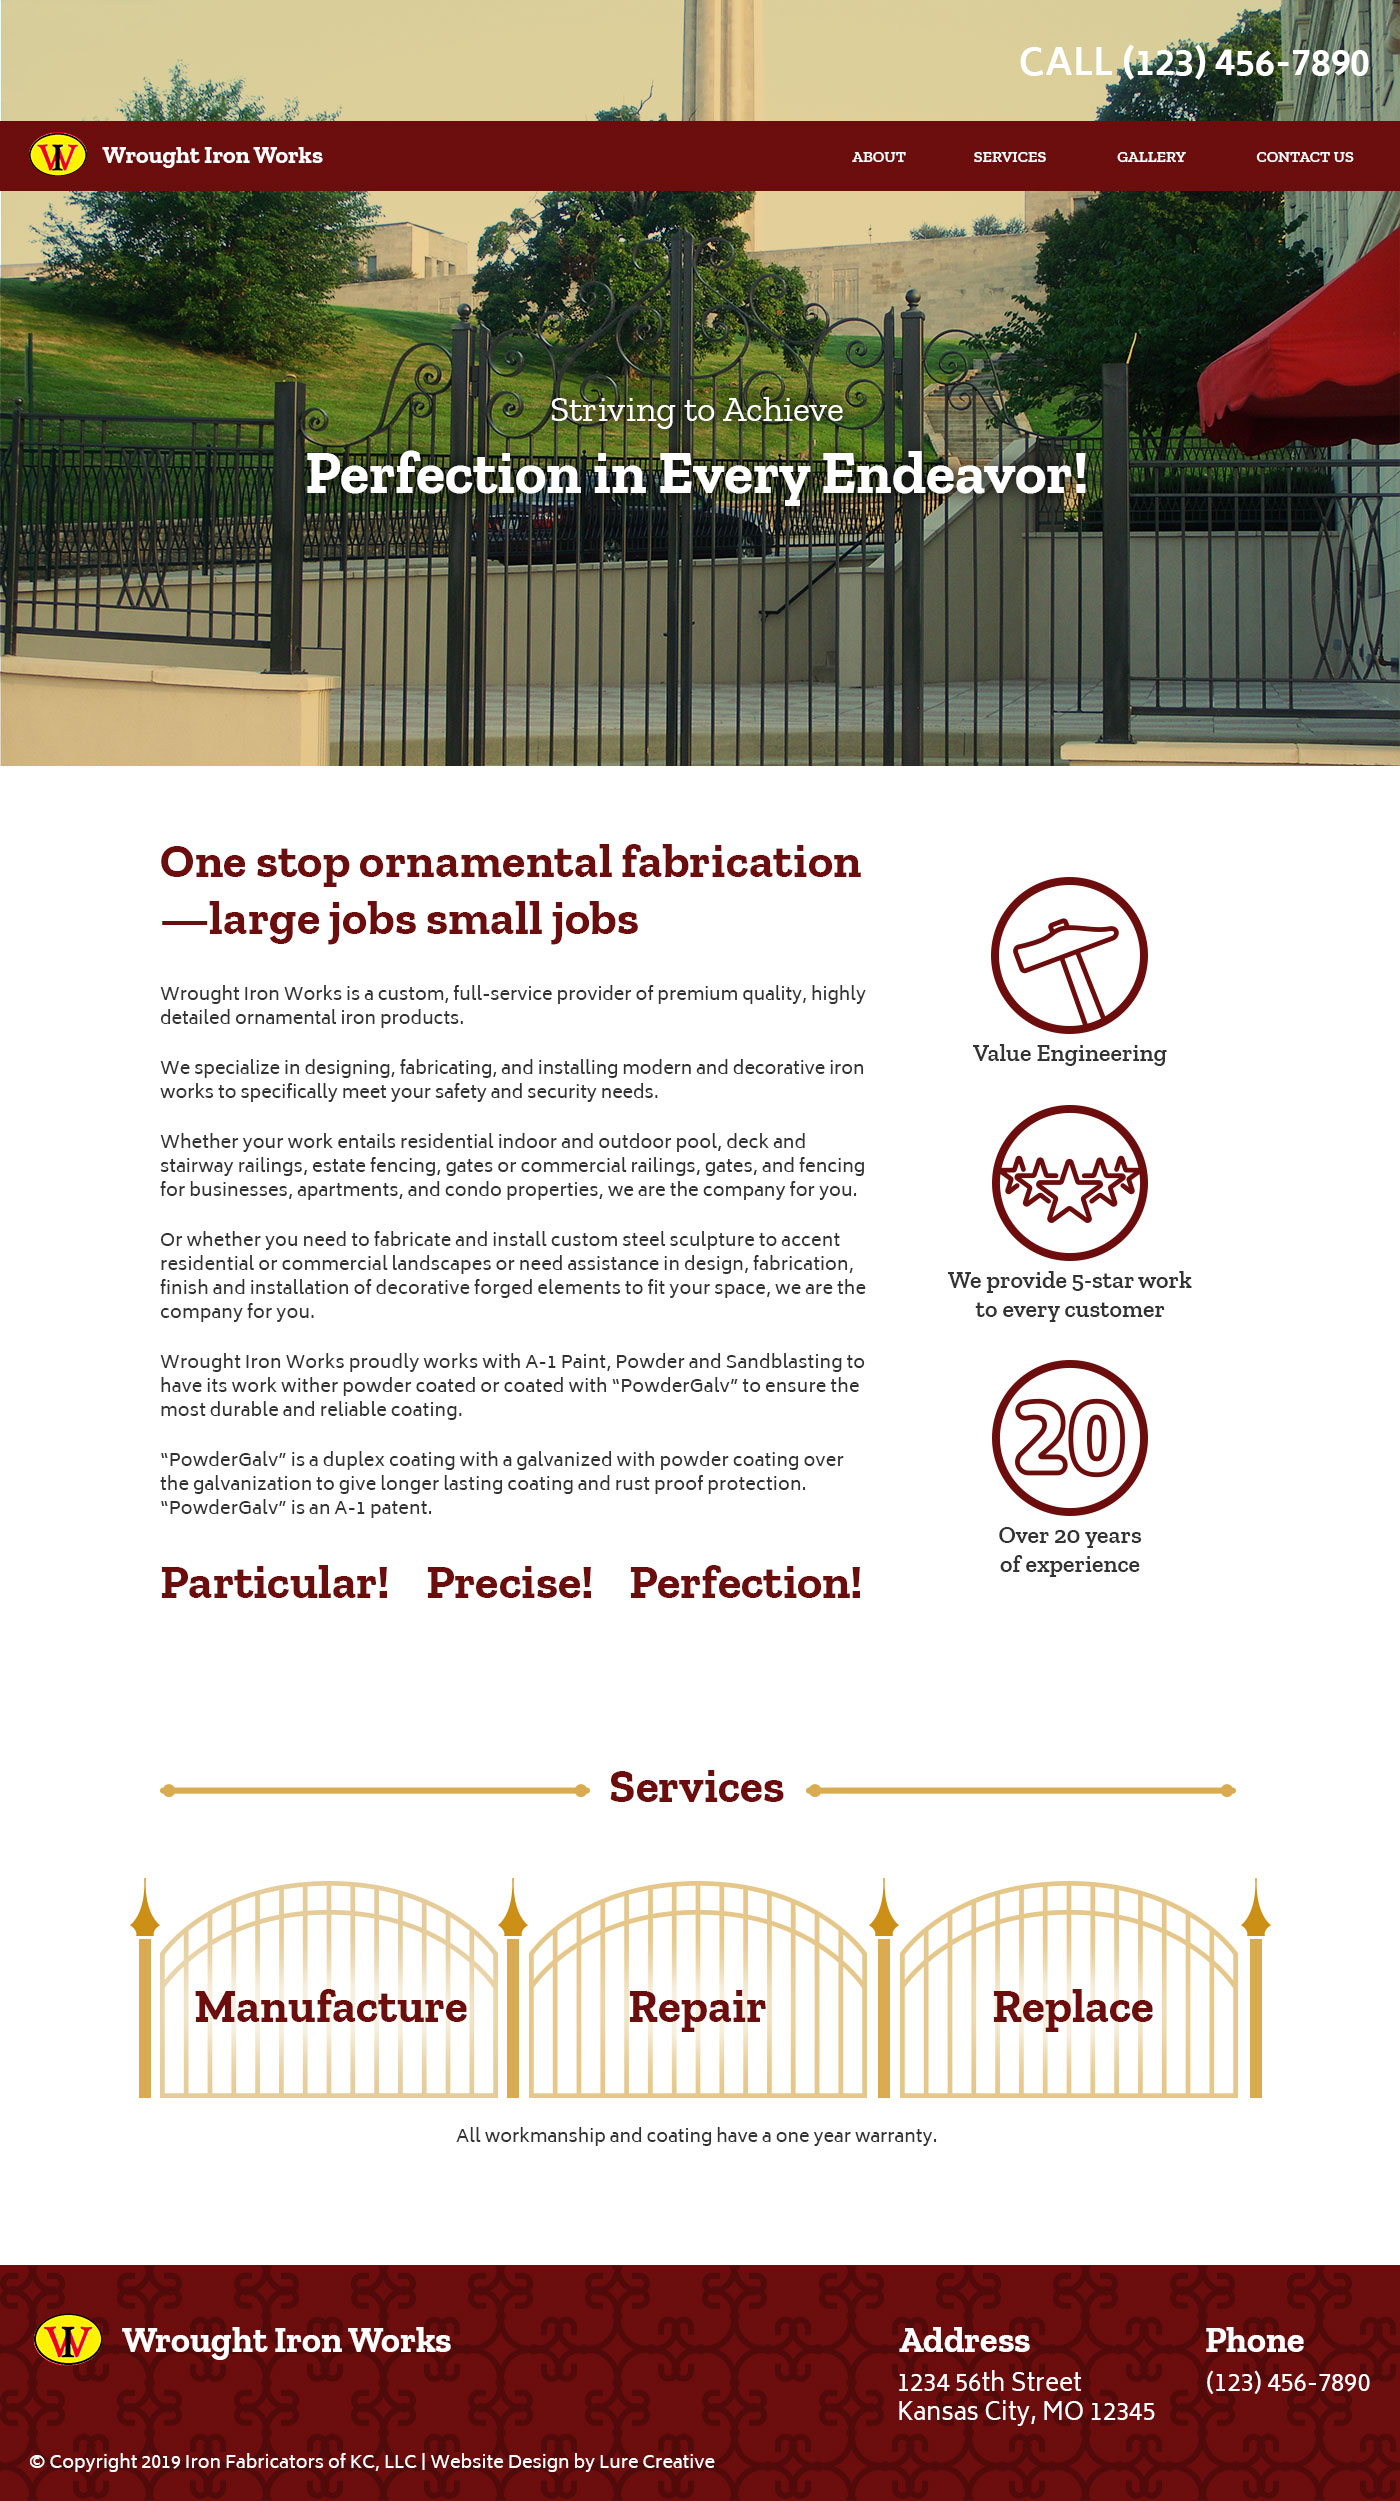 CALL (123) 456-7890
WI Wrought Iron Works
ABOUT SERVICES GALLERY CONTACT US
Striving to Achieve
Perfection in Every Endeavor!
One stop ornamental fabrication
—large jobs small jobs
Wrought Iron Works is a custom, full-service provider of premium quality, highly
detailed ornamental iron products.
We specialize in designing, fabricating, and installing modern and decorative iron
works to specifically meet your safety and security needs.
Whether your work entails residential indoor and outdoor pool, deck and
stairway railings, estate fencing, gates or commercial railings, gates, and fencing
for businesses, apartments, and condo properties, we are the company for you.
Or whether you need to fabricate and install custom steel sculpture to accent
residential or commercial landscapes or need assistance in design, fabrication,
finish and installation of decorative forged elements to fit your space, we are the
company for you.
Wrought Iron Works proudly works with A-1 Paint, Powder and Sandblasting to
have its work wither powder coated or coated with “PowderGalv” to ensure the
most durable and reliable coating.
“PowderGalv” is a duplex coating with a galvanized with powder coating over
the galvanization to give longer lasting coating and rust proof protection.
“PowderGalv” is an A-1 patent.
Particular! Precise! Perfection!
Value Engineering
We provide 5-star work
to every customer
20
Over 20 years
of experience
Services
Manufacture Repair Replace
All workmanship and coating have a one year warranty.
WI Wrought Iron Works
Address
1234 56th Street
Kansas City, MO 12345
Phone
(123) 456-7890
© Copyright 2019 Iron Fabricators of KC, LLC | Website Design by Lure Creative